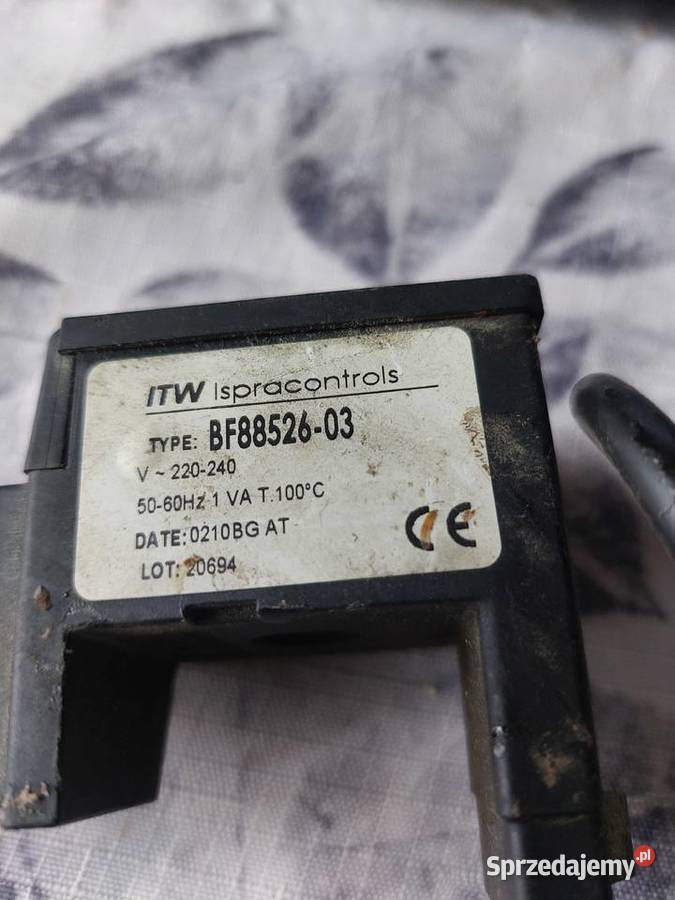 ITW Ispracontrols
TYPE: BF88526-03
V ~ 220-240
50-60Hz 1 VA T.100°C
DATE: 0210BG AT
LOT: 20694
CE
Sprzedajemy.pl